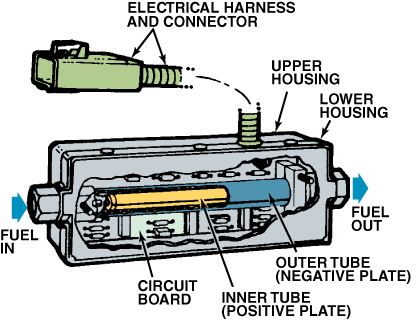 ELECTRICAL HARNESS
AND CONNECTOR
UPPER
HOUSING
LOWER
HOUSING
FUEL
IN
FUEL
OUT
CIRCUIT
BOARD
OUTER TUBE
(NEGATIVE PLATE)
INNER TUBE
(POSITIVE PLATE)